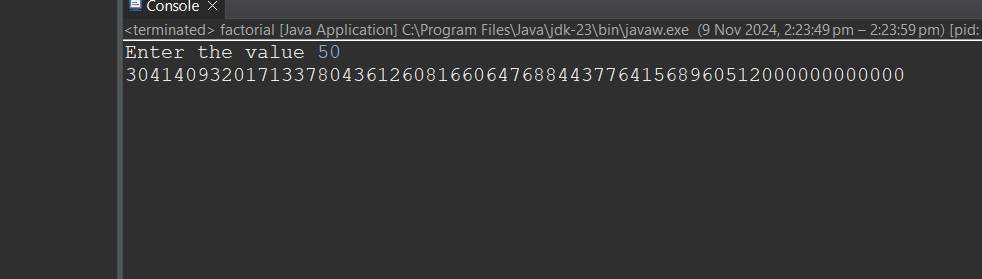 Console
<terminated> factorial [Java Application] C:\Program Files\Java\jdk-23\bin\javaw.exe (9 Nov 2024, 2:23:49 pm – 2:23:59 pm) [pid:
Enter the value 50
30414093201713378043612608166064768844377641568960512000000000000